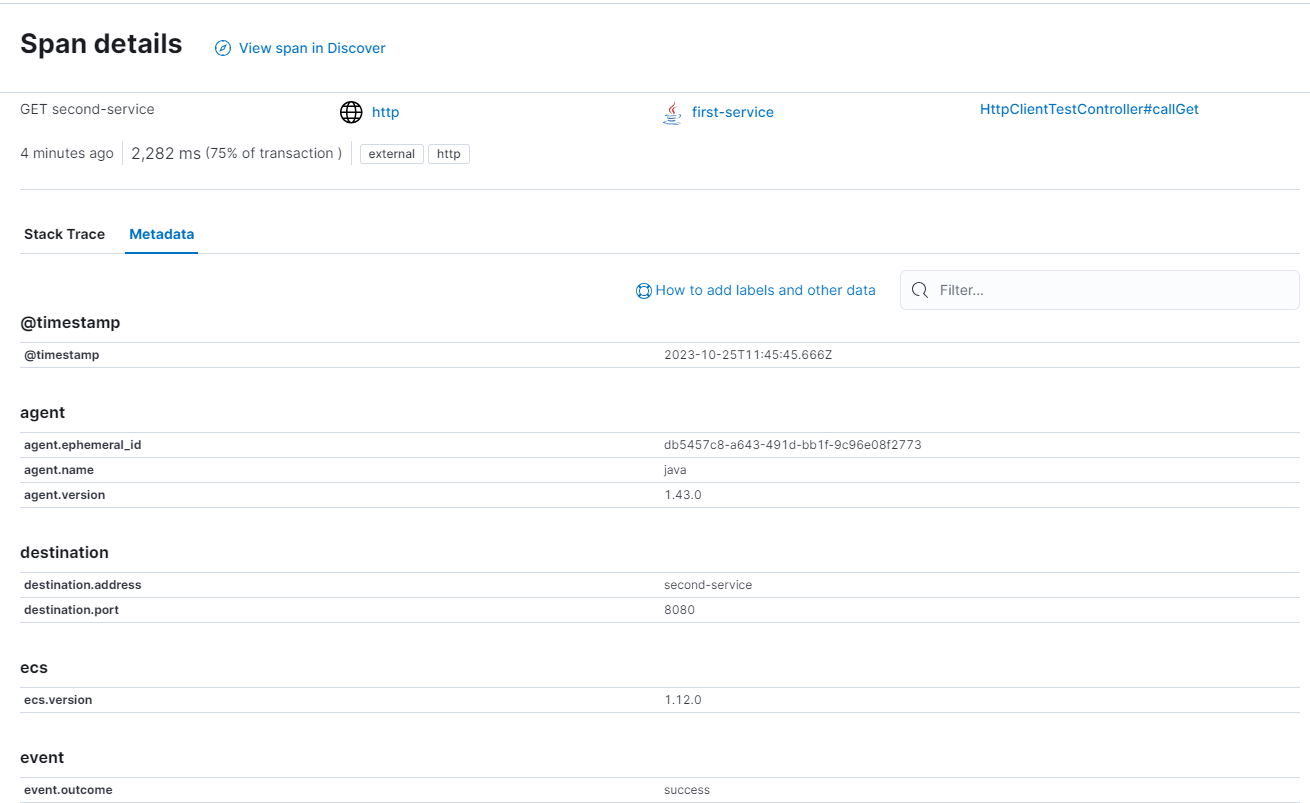 Span details View span in Discover
GET second-service http first-service HttpClientTestController#callGet
4 minutes ago 2,282 ms (75% of transaction ) external http
Stack Trace Metadata
How to add labels and other data Filter...
@timestamp
@timestamp 2023-10-25T11:45:45.666Z
agent
agent.ephemeral_id db5457c8-a643-491d-bb1f-9c96e08f2773
agent.name java
agent.version 1.43.0
destination
destination.address second-service
destination.port 8080
ecs
ecs.version 1.12.0
event
event.outcome success